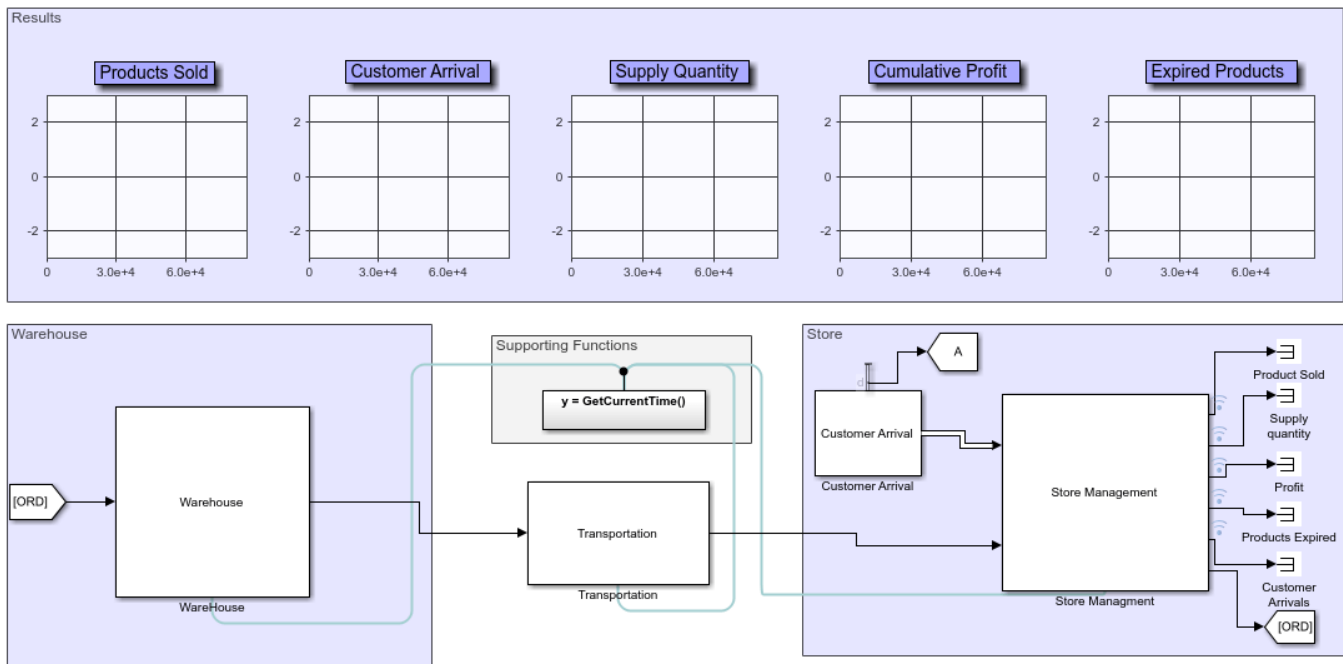 Results
Products Sold
Customer Arrival
Supply Quantity
Cumulative Profit
Expired Products
2
0
-2
0
3.0e+4
6.0e+4
2
0
-2
0
3.0e+4
6.0e+4
2
0
-2
0
3.0e+4
6.0e+4
2
0
-2
0
3.0e+4
6.0e+4
2
0
-2
0
3.0e+4
6.0e+4
Warehouse
[ORD]
Warehouse
WareHouse
Supporting Functions
y = GetCurrentTime()
Transportation
Transportation
Store
A
d
Customer Arrival
Customer Arrival
Store Management
Store Managment
Product Sold
Supply
quantity
Profit
Products Expired
Customer
Arrivals
[ORD]